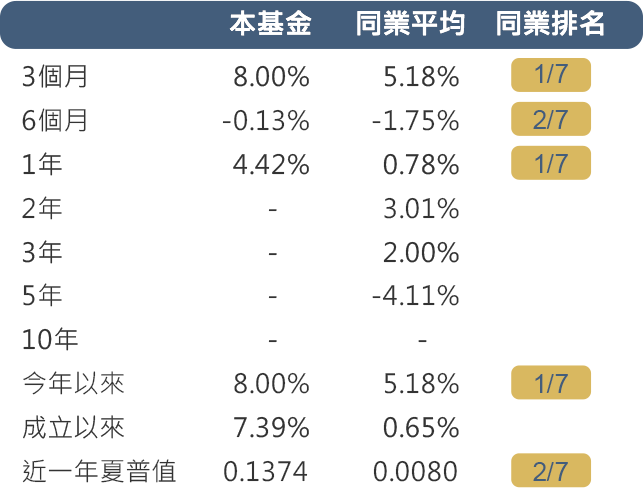 本基金 同業平均 同業排名
3個月 8.00% 5.18% 1/7
6個月 -0.13% -1.75% 2/7
1年 4.42% 0.78% 1/7
2年 - 3.01%
3年 - 2.00%
5年 - -4.11%
10年 - -
今年以來 8.00% 5.18% 1/7
成立以來 7.39% 0.65%
近一年夏普值 0.1374 0.0080 2/7